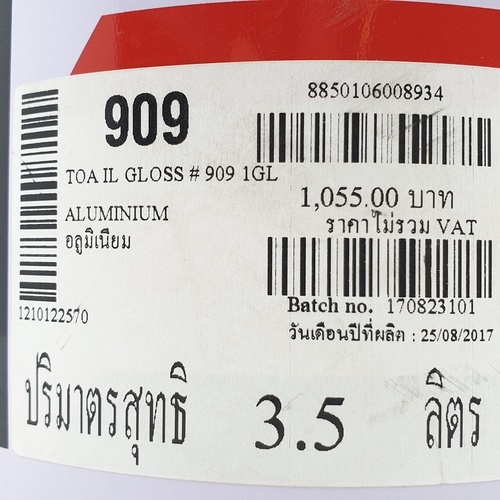 8850106008934
909
TOA IL GLOSS # 909 1GL
1,055.00 บาท
ALUMINIUM
ราคาไม่รวม VAT
อลูมิเนียม
Batch no. 170823101
1210122570
วันเดือนปีที่ผลิต : 25/08/2017
ปริมาตรสุทธิ 3.5 ลิตร